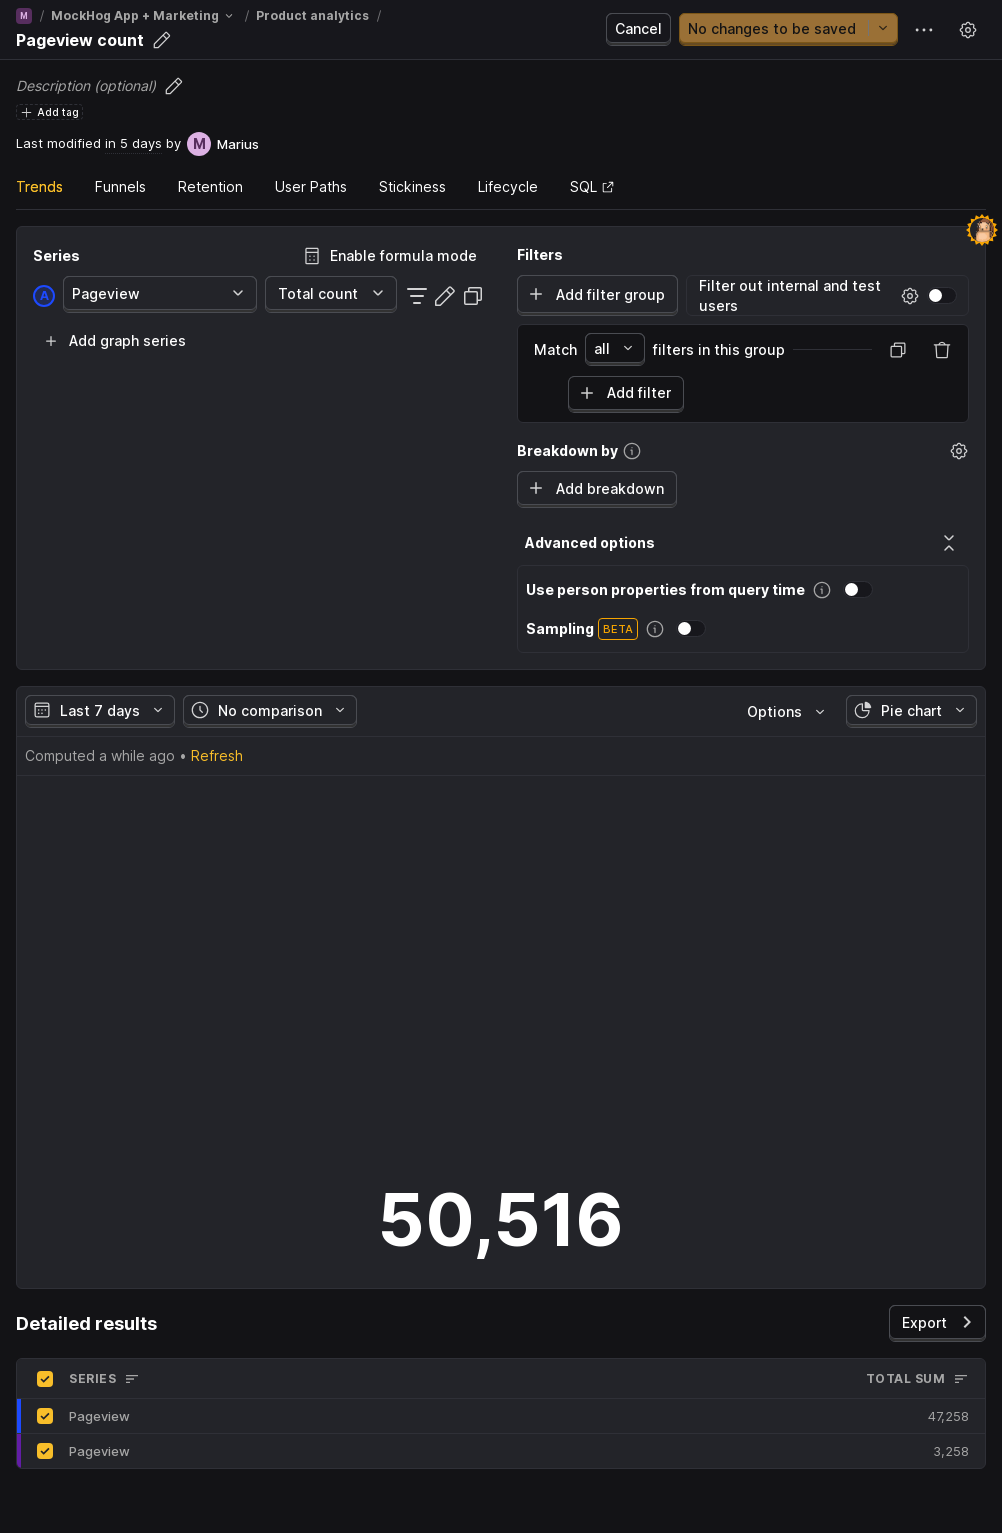 M / MockHog App + Marketing / Product analytics /
Pageview count
Cancel
No changes to be saved
Description (optional)
Add tag
Last modified in 5 days by M Marius
Trends
Funnels
Retention
User Paths
Stickiness
Lifecycle
SQL
Series
Enable formula mode
A
Pageview
Total count
Add graph series
Filters
Add filter group
Filter out internal and test
users
Match all filters in this group
Add filter
Breakdown by
Add breakdown
Advanced options
Use person properties from query time
Sampling BETA
Last 7 days
No comparison
Options
Pie chart
Computed a while ago • Refresh
50,516
Detailed results
Export
SERIES TOTAL SUM
Pageview 47,258
Pageview 3,258